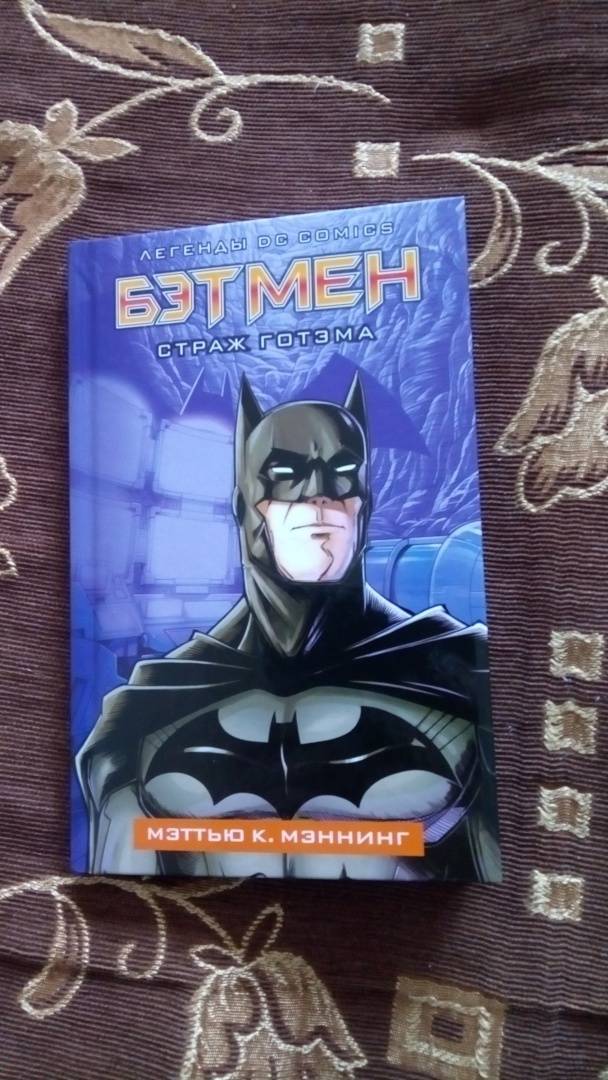 ЛЕГЕНДЫ DC COMICS
БЭТМЕН
СТРАЖ ГОТЭМА
МЭТТЬЮ К. МЭННИНГ